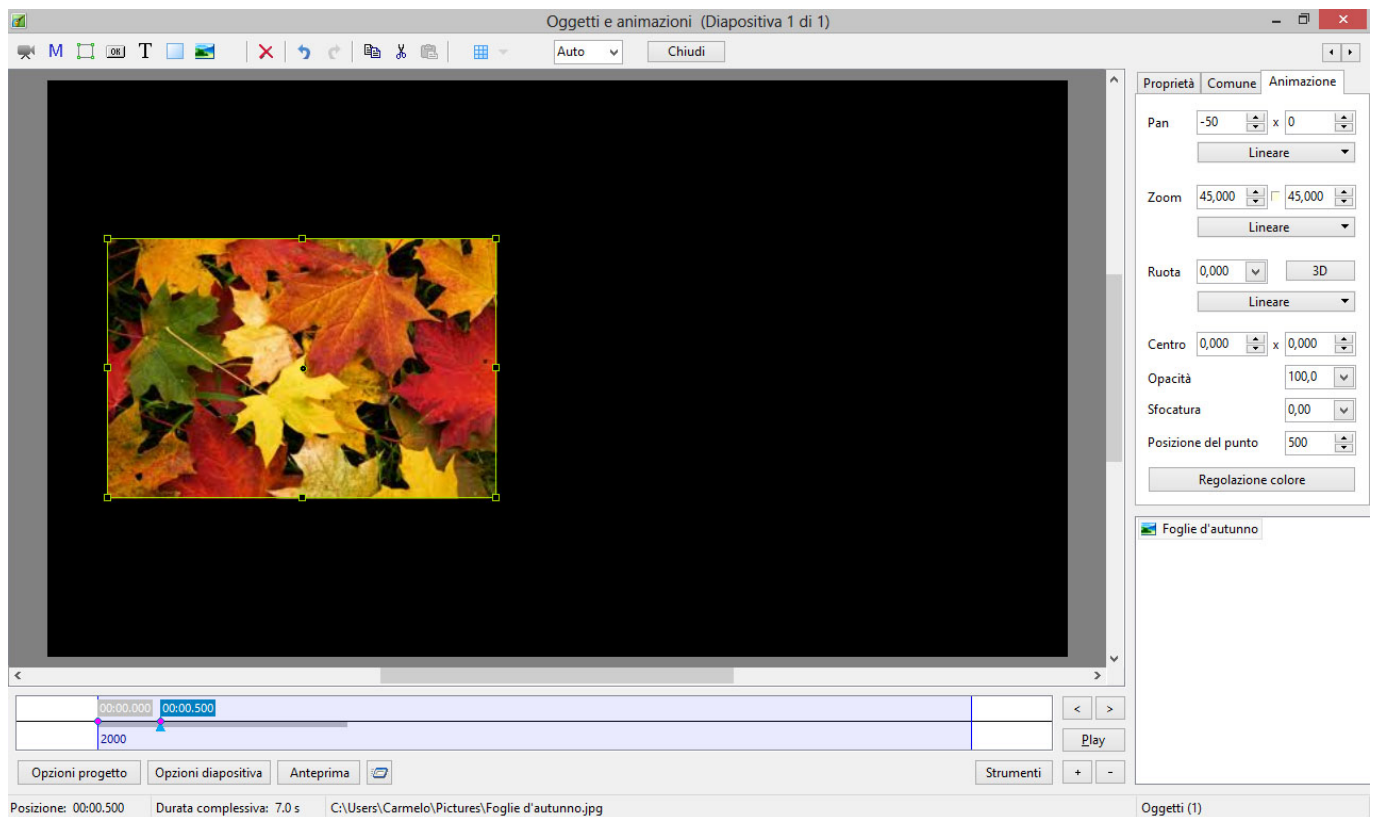 Oggetti e animazioni (Diapositiva 1 di 1)
M OK T Auto Chiudi
Proprietà Comune Animazione
Pan -50 x 0
Lineare
Zoom 45,000 45,000
Lineare
Ruota 0,000 3D
Lineare
Centro 0,000 x 0,000
Opacità 100,0
Sfocatura 0,00
Posizione del punto 500
Regolazione colore
Foglie d'autunno
00:00.000 00:00.500
2000
< >
Play
Opzioni progetto Opzioni diapositiva Anteprima Strumenti + -
Posizione: 00:00.500 Durata complessiva: 7.0 s C:\Users\Carmelo\Pictures\Foglie d'autunno.jpg Oggetti (1)